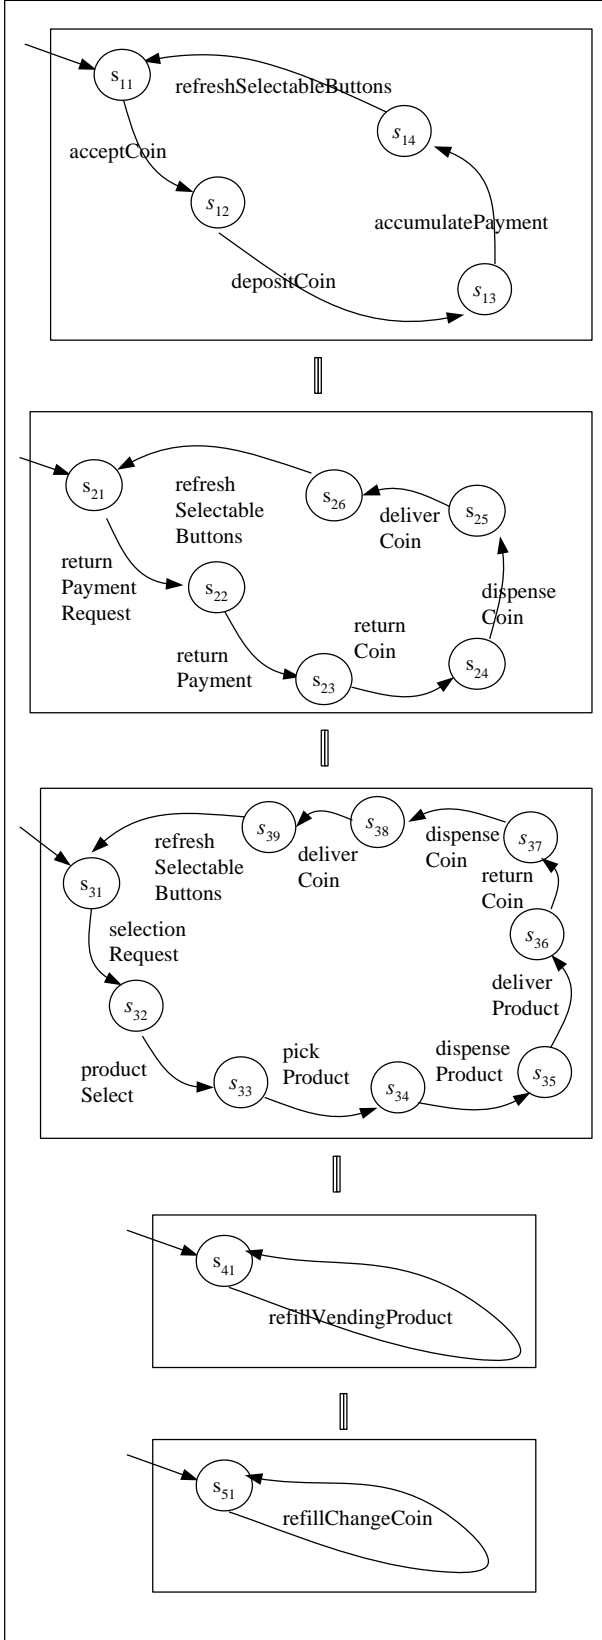 s11
refreshSelectableButtons
s14
acceptCoin
s12
accumulatePayment
depositCoin
s13
s21
refresh
Selectable
Buttons
s26
deliver
Coin
s25
return
Payment
Request
s22
dispense
Coin
return
Coin
return
Payment
s23
s24
s31
refresh
Selectable
Buttons
s39
deliver
Coin
s38
dispense
Coin
s37
return
Coin
selection
Request
s36
s32
deliver
Product
product
Select
s33
pick
Product
s34
dispense
Product
s35
s41
refillVendingProduct
s51
refillChangeCoin